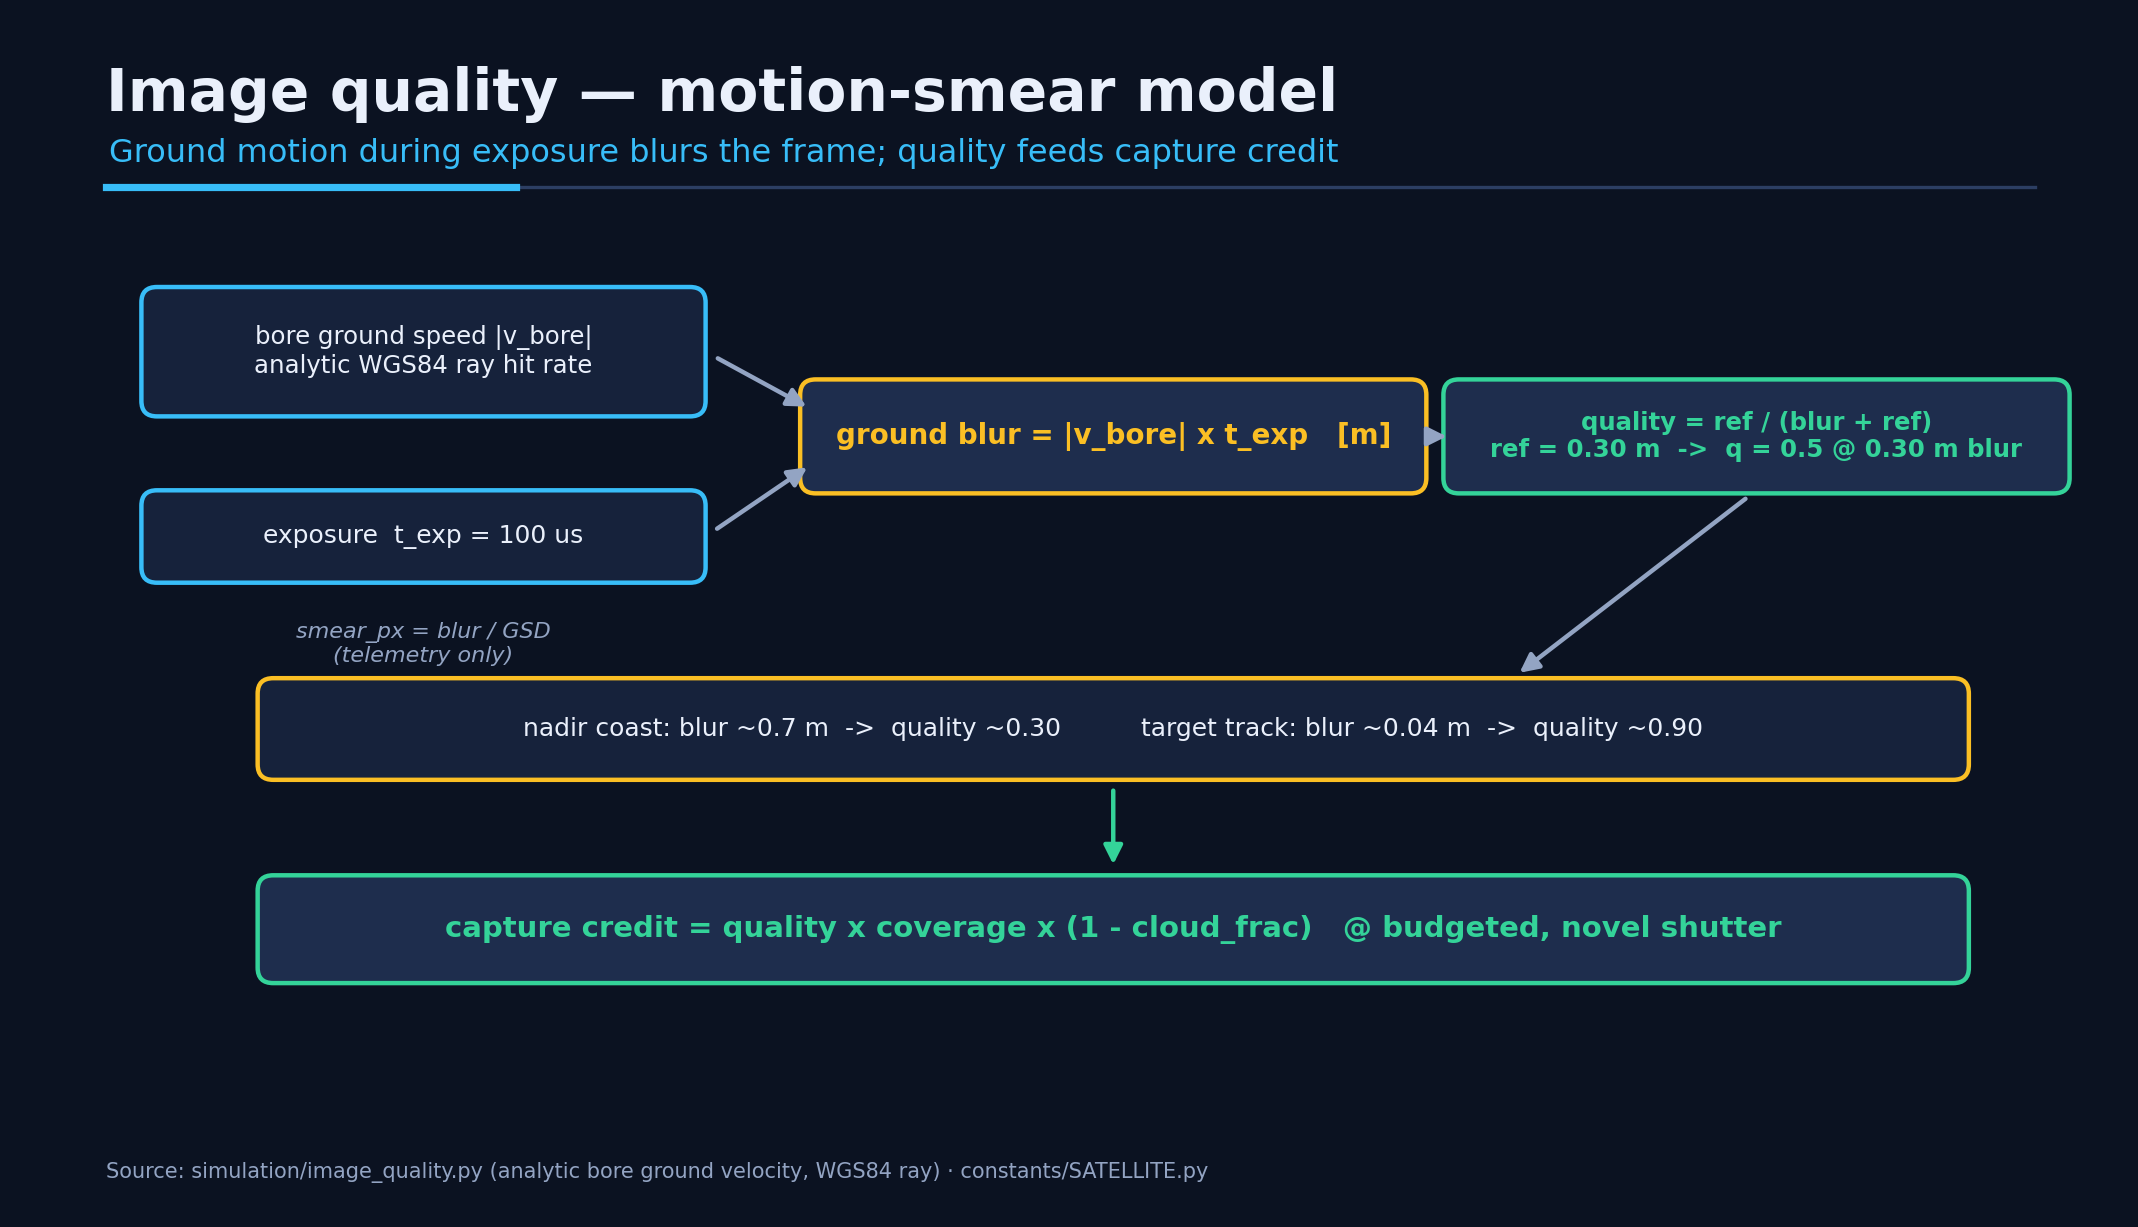 Image quality — motion-smear model
Ground motion during exposure blurs the frame; quality feeds capture credit
bore ground speed |v_bore|
analytic WGS84 ray hit rate
exposure  t_exp = 100 us
smear_px = blur / GSD
(telemetry only)
ground blur = |v_bore| x t_exp   [m]
quality = ref / (blur + ref)
ref = 0.30 m  ->  q = 0.5 @ 0.30 m blur
nadir coast: blur ~0.7 m  ->  quality ~0.30          target track: blur ~0.04 m  ->  quality ~0.90
capture credit = quality x coverage x (1 - cloud_frac)   @ budgeted, novel shutter
Source: simulation/image_quality.py (analytic bore ground velocity, WGS84 ray) · constants/SATELLITE.py